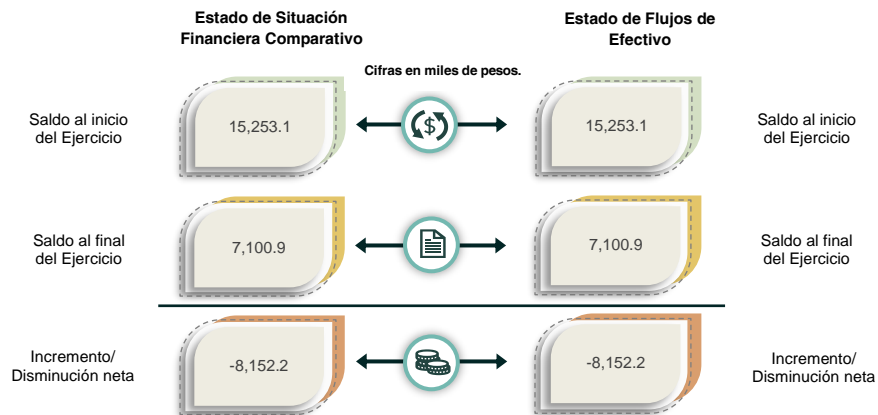 Estado de Situación
Financiera Comparativo
Estado de Flujos de
Efectivo
Cifras en miles de pesos.
Saldo al inicio
del Ejercicio
15,253.1
$
15,253.1
Saldo al inicio
del Ejercicio
Saldo al final
del Ejercicio
7,100.9
7,100.9
Saldo al final
del Ejercicio
Incremento/
Disminución neta
-8,152.2
-8,152.2
Incremento/
Disminución neta